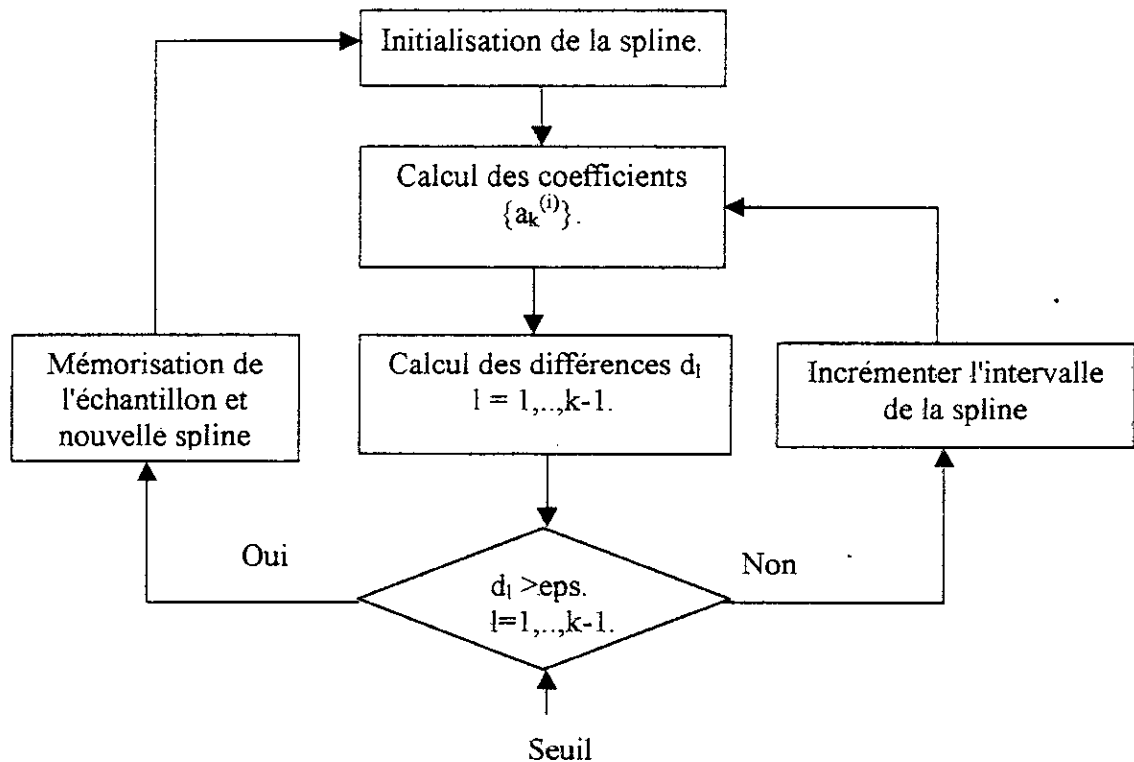 Initialisation de la spline.
Calcul des coefficients
{aₖ⁽ⁱ⁾}.
Mémorisation de
l'échantillon et
nouvelle spline
Calcul des différences dₗ
l = 1,..,k-1.
Incrémenter l'intervalle
de la spline
Oui
Non
dₗ >eps.
l=1,..,k-1.
Seuil